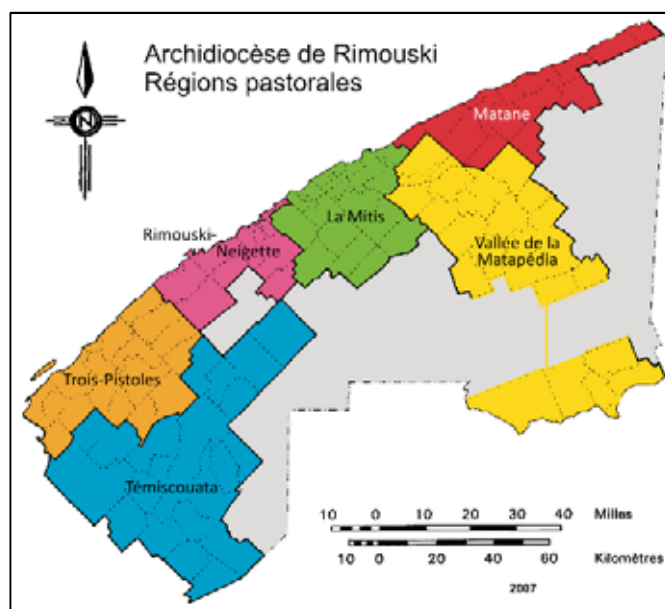 Archidiocèse de Rimouski
Régions pastorales
N
Matane
La Mitis
Rimouski-
Neigette
Vallée de la
Matapédia
Trois-Pistoles
Témiscouata
10 0 10 20 30 40 Milles
10 0 20 40 60 Kilomètres
2007